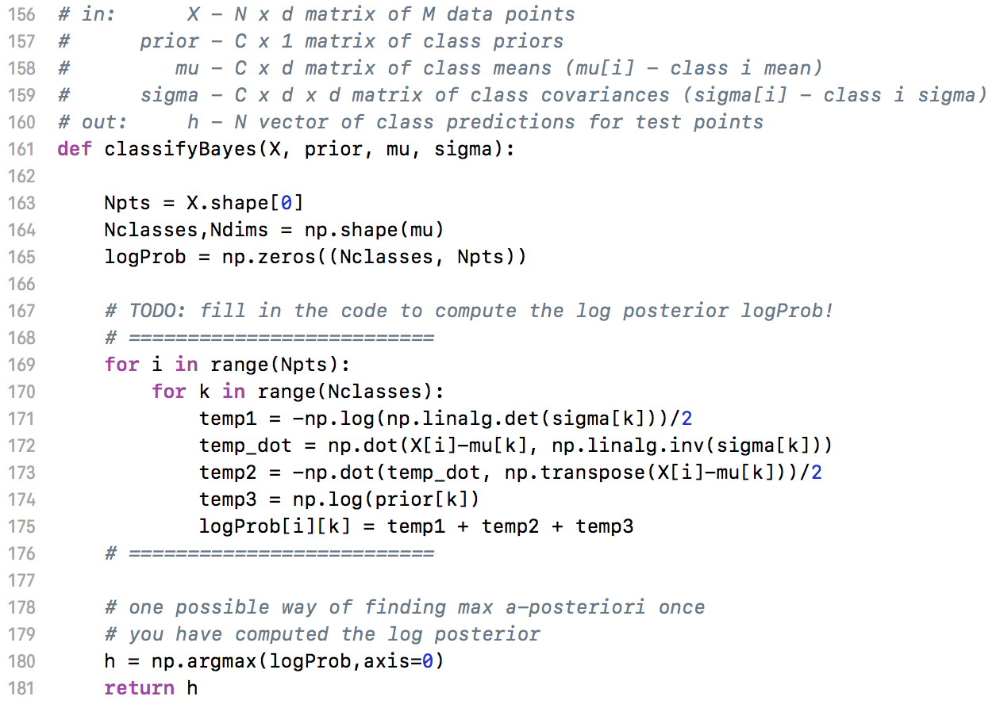 156 # in:      X – N x d matrix of M data points
157 #      prior – C x 1 matrix of class priors
158 #         mu – C x d matrix of class means (mu[i] – class i mean)
159 #      sigma – C x d x d matrix of class covariances (sigma[i] – class i sigma)
160 # out:     h – N vector of class predictions for test points
161 def classifyBayes(X, prior, mu, sigma):
162
163     Npts = X.shape[0]
164     Nclasses,Ndims = np.shape(mu)
165     logProb = np.zeros((Nclasses, Npts))
166
167     # TODO: fill in the code to compute the log posterior logProb!
168     # ==========================
169     for i in range(Npts):
170         for k in range(Nclasses):
171             temp1 = -np.log(np.linalg.det(sigma[k]))/2
172             temp_dot = np.dot(X[i]-mu[k], np.linalg.inv(sigma[k]))
173             temp2 = -np.dot(temp_dot, np.transpose(X[i]-mu[k]))/2
174             temp3 = np.log(prior[k])
175             logProb[i][k] = temp1 + temp2 + temp3
176     # ==========================
177
178     # one possible way of finding max a-posteriori once
179     # you have computed the log posterior
180     h = np.argmax(logProb,axis=0)
181     return h